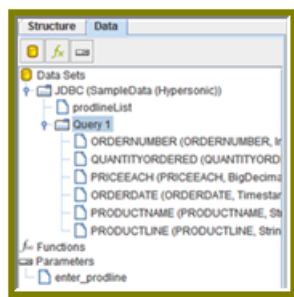 Structure Data
Data Sets
JDBC (SampleData (Hypersonic))
prodlineList
Query 1
ORDERNUMBER (ORDERNUMBER, In
QUANTITYORDERED (QUANTITYORD
PRICEEACH (PRICEEACH, BigDecima
ORDERDATE (ORDERDATE, Timestar
PRODUCTNAME (PRODUCTNAME, Str
PRODUCTLINE (PRODUCTLINE, Strin
Functions
Parameters
enter_prodline